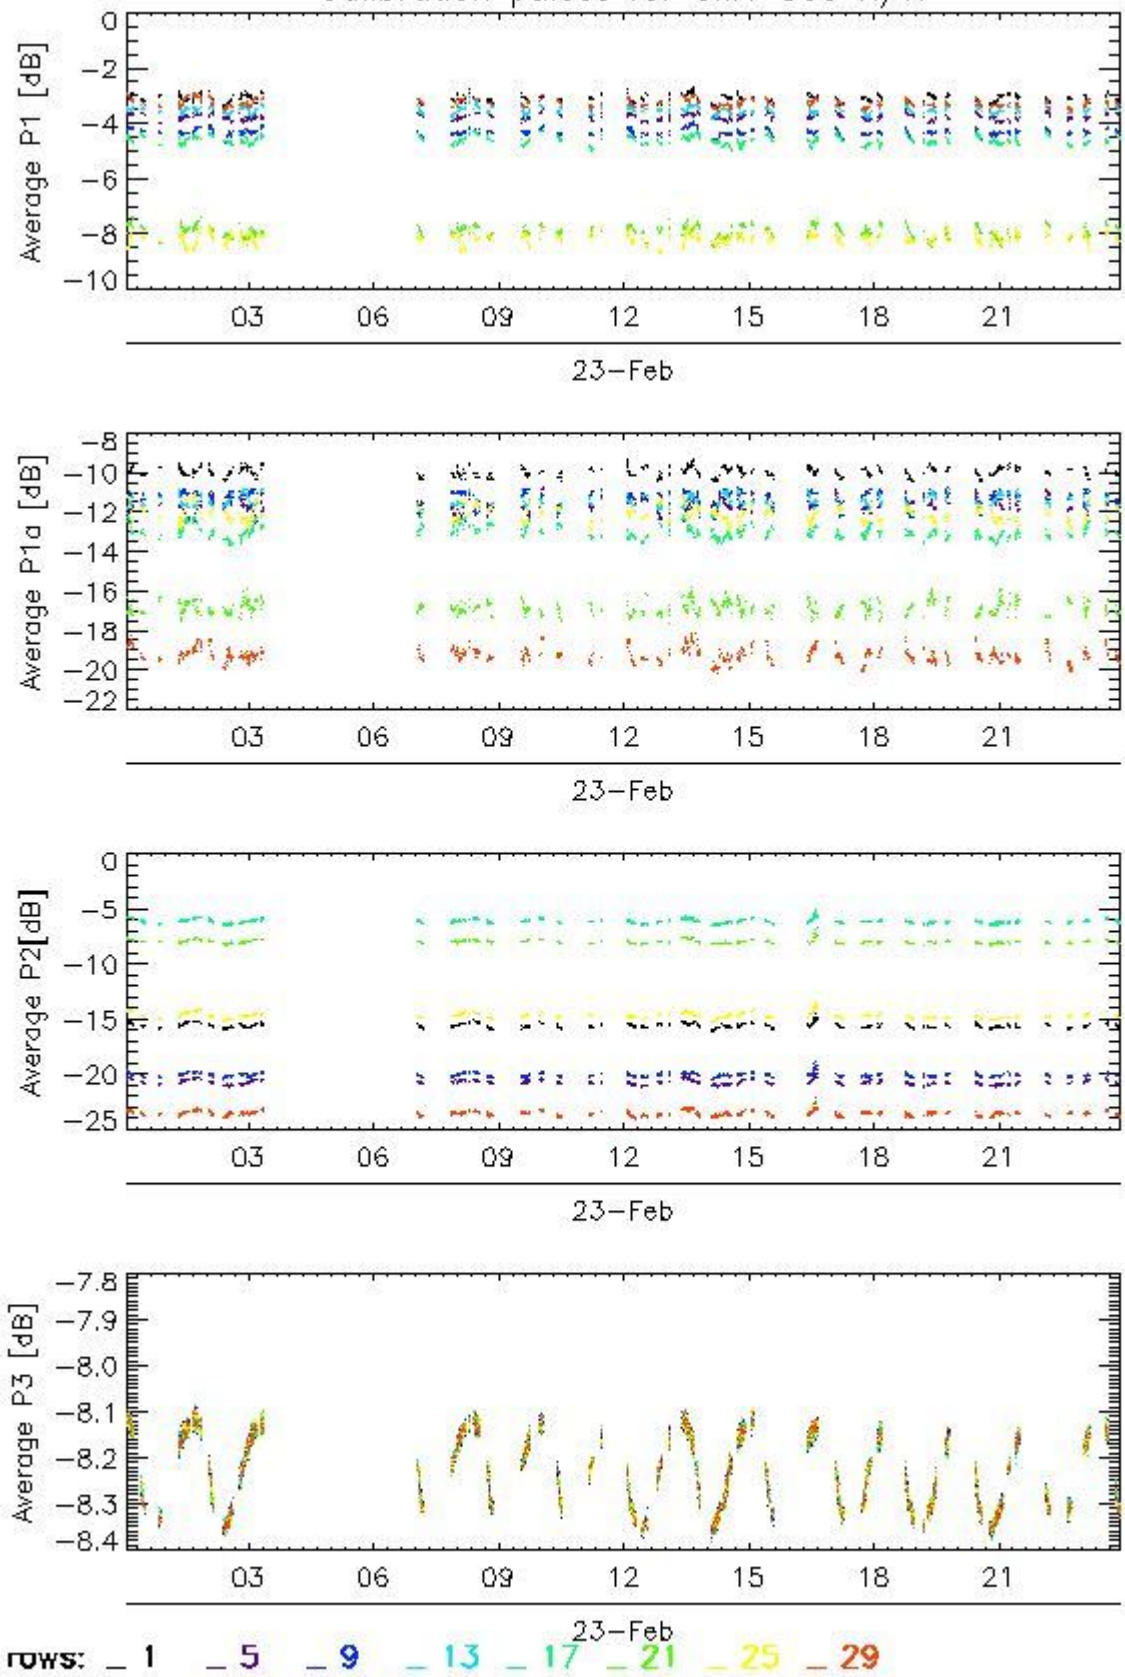 Average P1 [dB]
0
-2
-4
-6
-8
-10
03 06 09 12 15 18 21
23-Feb
Average P1a [dB]
-8
-10
-12
-14
-16
-18
-20
-22
03 06 09 12 15 18 21
23-Feb
Average P2[dB]
0
-5
-10
-15
-20
-25
03 06 09 12 15 18 21
23-Feb
Average P3 [dB]
-7.8
-7.9
-8.0
-8.1
-8.2
-8.3
-8.4
03 06 09 12 15 18 21
23-Feb
rows: _ 1 _ 5 _ 9 _ 13 _ 17 _ 21 _ 25 _ 29